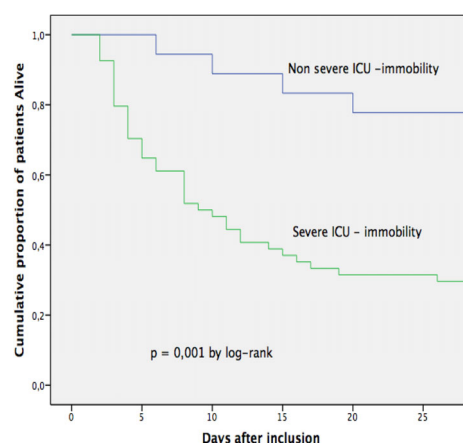 Cumulative proportion of patients Alive
1,0
0,8
0,6
0,4
0,2
0,0
Non severe ICU -immobility
Severe ICU - immobility
p = 0,001 by log-rank
0 5 10 15 20 25
Days after inclusion